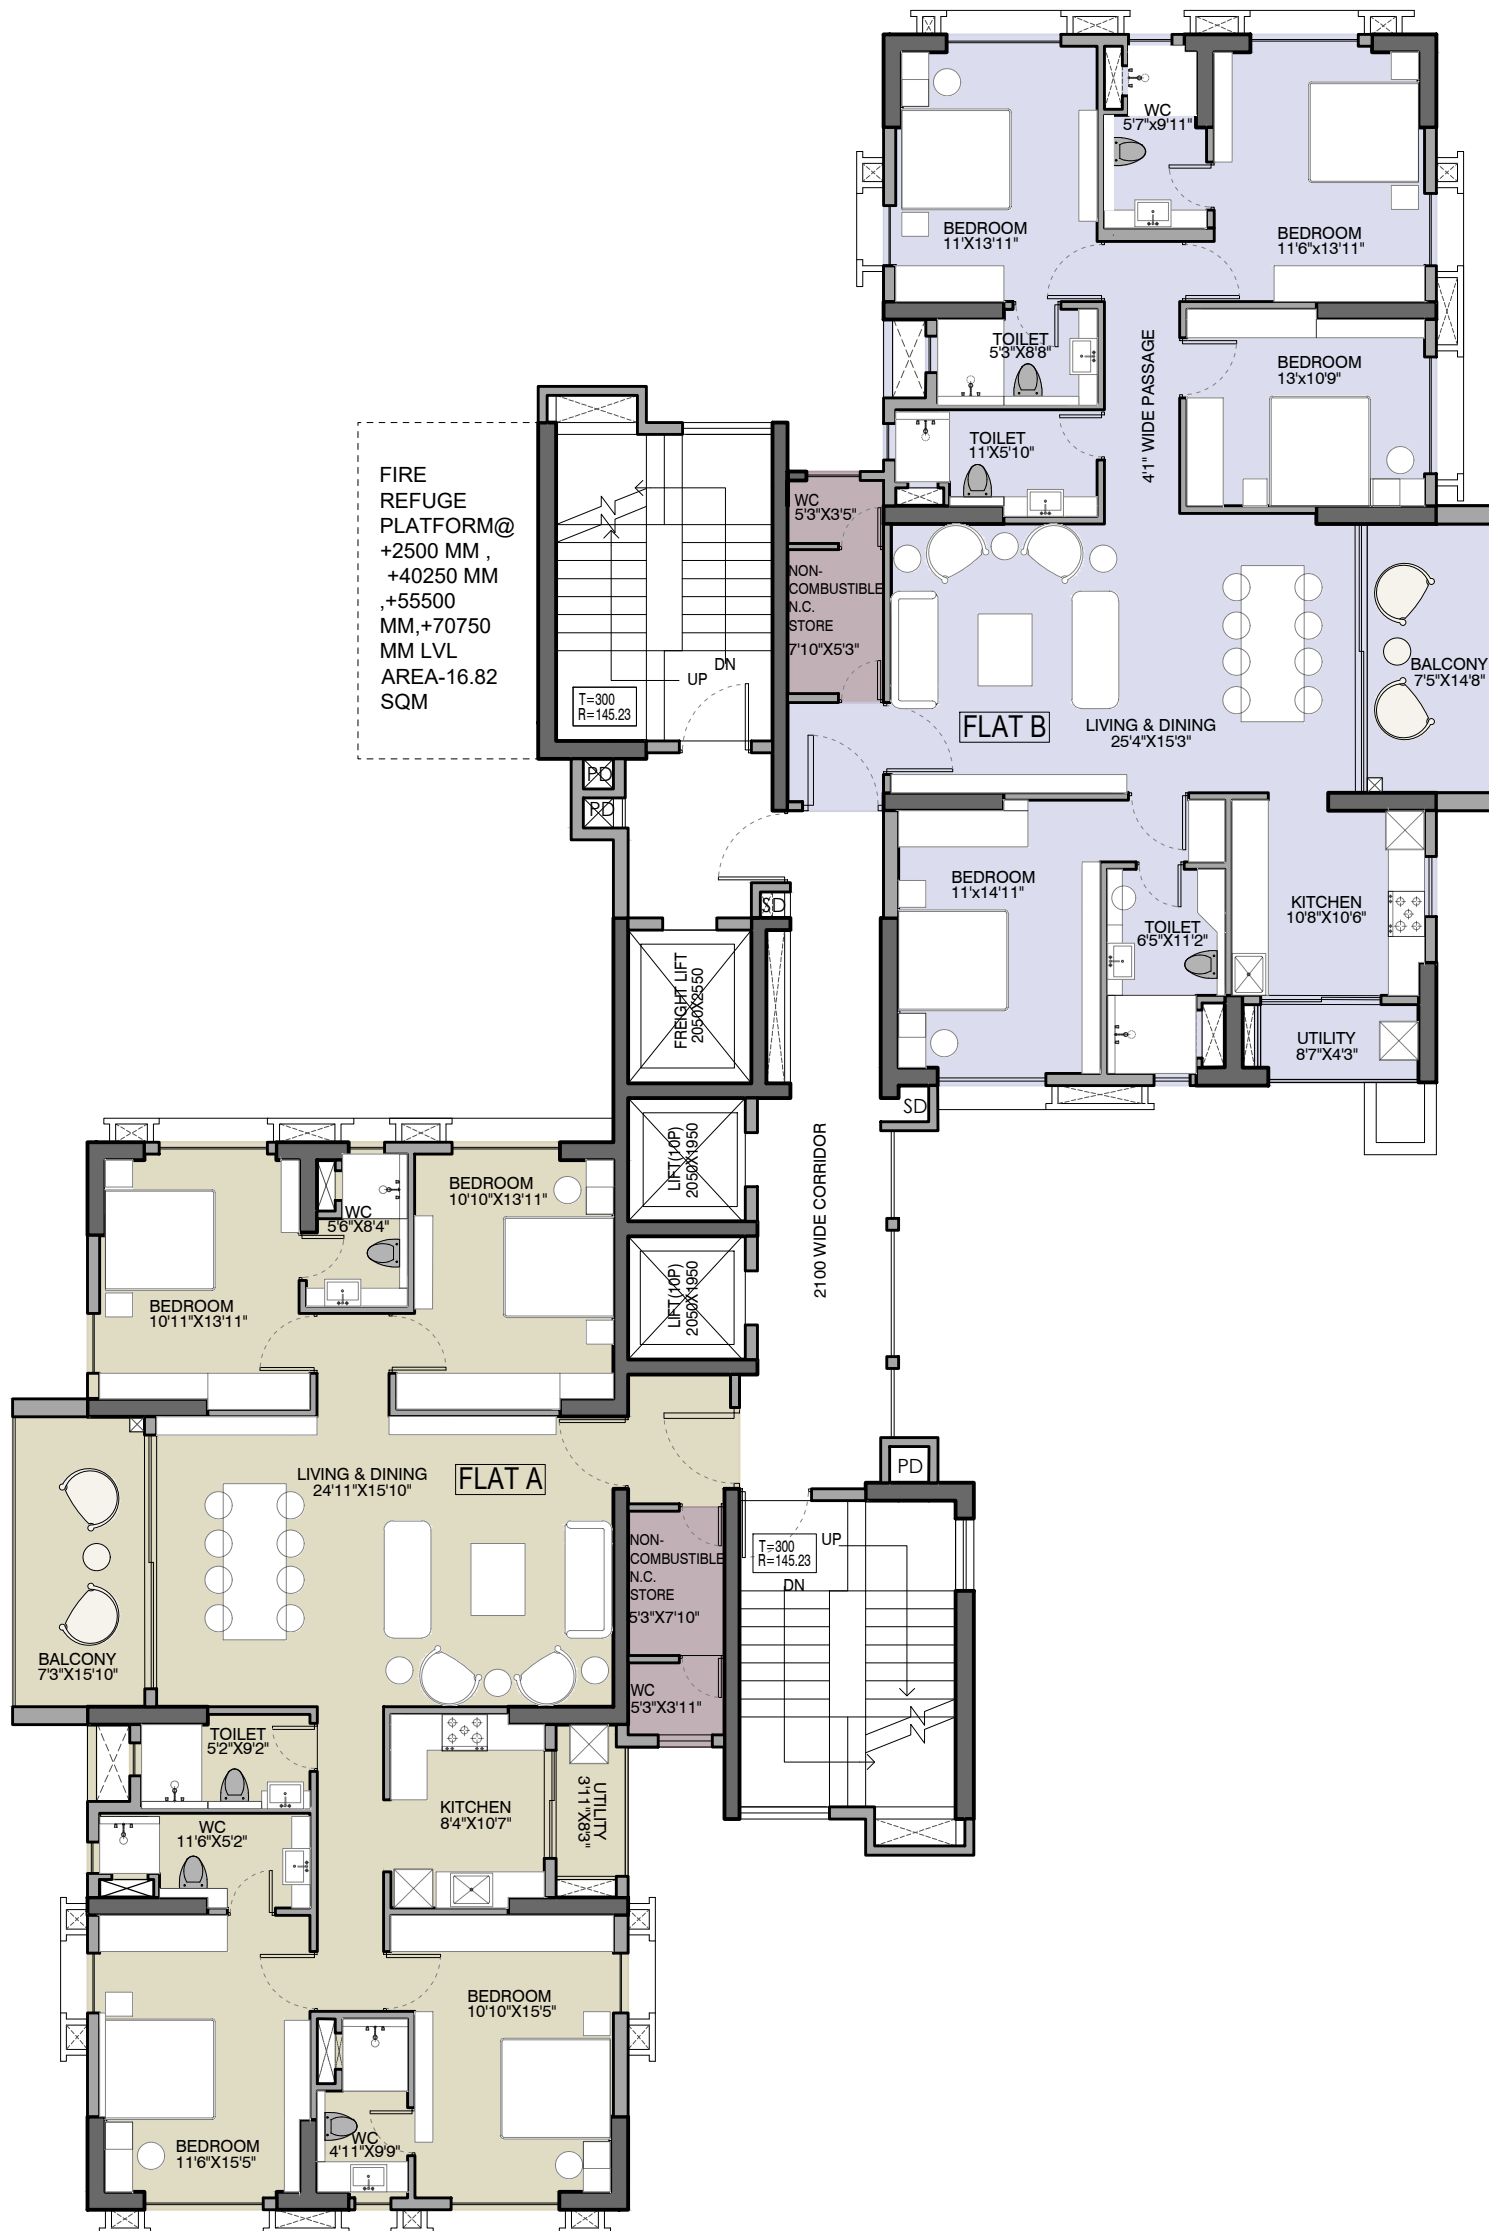 WC
5'7"x9'11"
BEDROOM
11'X13'11"
BEDROOM
11'6"x13'11"
TOILET
5'3"X8'8"
4'1" WIDE PASSAGE
BEDROOM
13'x10'9"
TOILET
11'X5'10"
FIRE
REFUGE
PLATFORM@
+2500 MM ,
+40250 MM
,+55500
MM,+70750
MM LVL
AREA-16.82
SQM
WC
5'3"X3'5"
NON-
COMBUSTIBLE
N.C.
STORE
7'10"X5'3"
DN
UP
T=300
R=145.23
FLAT B
LIVING & DINING
25'4"X15'3"
BALCONY
7'5"X14'8"
PD
PD
SD
BEDROOM
11'x14'11"
TOILET
6'5"X11'2"
KITCHEN
10'8"X10'6"
FREIGHT LIFT
2050X2550
UTILITY
8'7"X4'3"
SD
LIFT(10P)
2050X1950
2100 WIDE CORRIDOR
LIFT(10P)
2050X1950
BEDROOM
10'10"X13'11"
WC
5'6"X8'4"
BEDROOM
10'11"X13'11"
LIVING & DINING
24'11"X15'10"
FLAT A
PD
NON-
COMBUSTIBLE
N.C.
STORE
5'3"X7'10"
T=300
R=145.23
UP
DN
BALCONY
7'3"X15'10"
WC
5'3"X3'11"
TOILET
5'2"X9'2"
KITCHEN
8'4"X10'7"
UTILITY
3'11"X8'3"
WC
11'6"X5'2"
BEDROOM
10'10"X15'5"
BEDROOM
11'6"X15'5"
WC
4'11"X9'9"